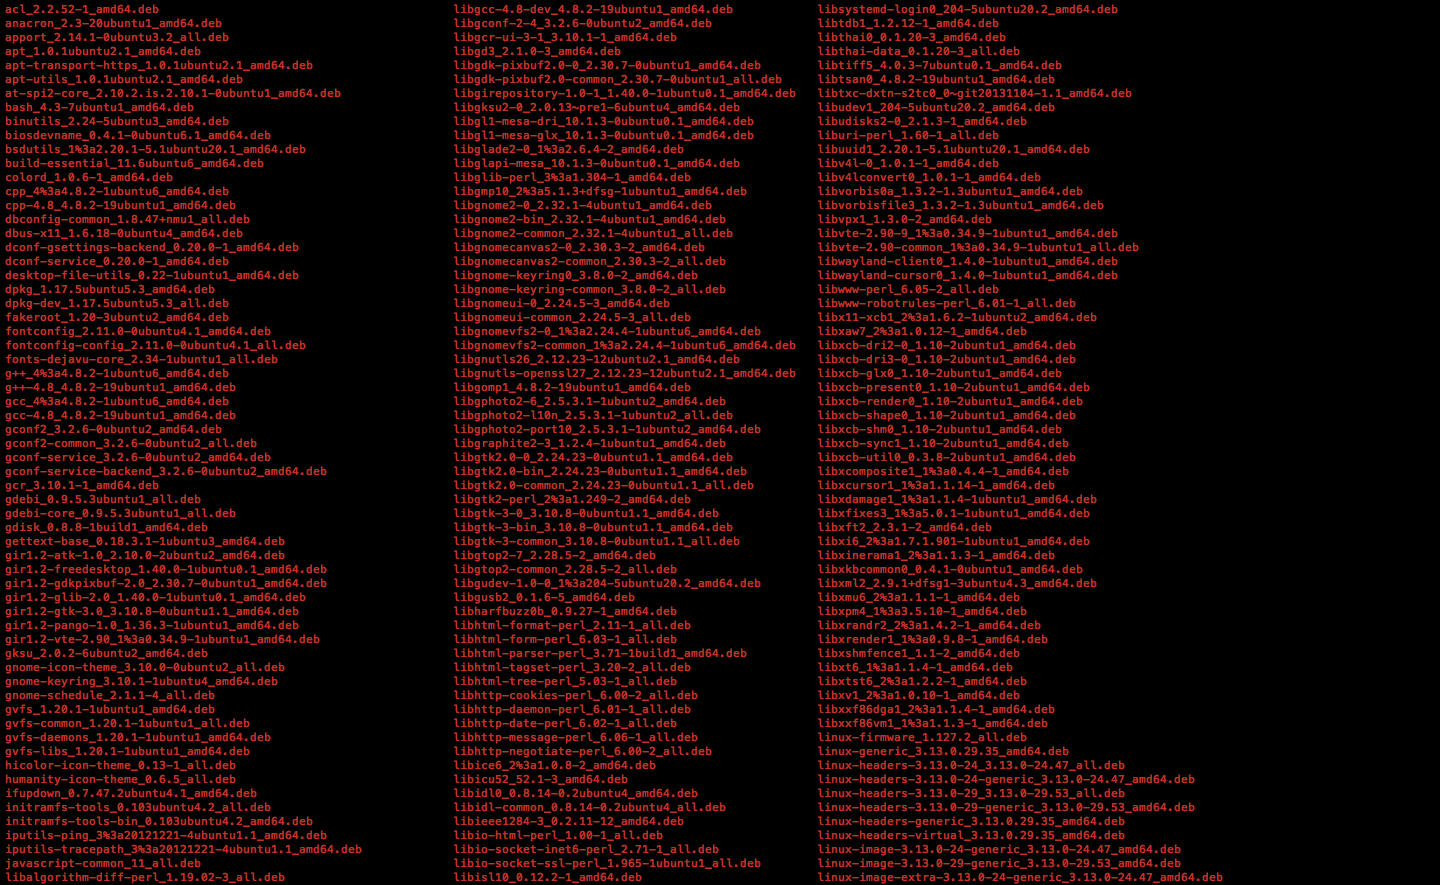 acl_2.2.52-1_amd64.deb
anacron_2.3-20ubuntu1_amd64.deb
apport_2.14.1-0ubuntu3.2_all.deb
apt_1.0.1ubuntu2.1_amd64.deb
apt-transport-https_1.0.1ubuntu2.1_amd64.deb
apt-utils_1.0.1ubuntu2.1_amd64.deb
at-spi2-core_2.10.2.is.2.10.1-0ubuntu1_amd64.deb
bash_4.3-7ubuntu1_amd64.deb
binutils_2.24-5ubuntu3_amd64.deb
biosdevname_0.4.1-0ubuntu6.1_amd64.deb
bsdutils_1%3a2.20.1-5.1ubuntu20.1_amd64.deb
build-essential_11.6ubuntu6_amd64.deb
colord_1.0.6-1_amd64.deb
cpp_4%3a4.8.2-1ubuntu6_amd64.deb
cpp-4.8_4.8.2-19ubuntu1_amd64.deb
dbconfig-common_1.8.47+nmu1_all.deb
dbus-x11_1.6.18-0ubuntu4_amd64.deb
dconf-gsettings-backend_0.20.0-1_amd64.deb
dconf-service_0.20.0-1_amd64.deb
desktop-file-utils_0.22-1ubuntu1_amd64.deb
dpkg_1.17.5ubuntu5.3_amd64.deb
dpkg-dev_1.17.5ubuntu5.3_all.deb
fakeroot_1.20-3ubuntu2_amd64.deb
fontconfig_2.11.0-0ubuntu4.1_amd64.deb
fontconfig-config_2.11.0-0ubuntu4.1_all.deb
fonts-dejavu-core_2.34-1ubuntu1_all.deb
g++_4%3a4.8.2-1ubuntu6_amd64.deb
g++-4.8_4.8.2-19ubuntu1_amd64.deb
gcc_4%3a4.8.2-1ubuntu6_amd64.deb
gcc-4.8_4.8.2-19ubuntu1_amd64.deb
gconf2_3.2.6-0ubuntu2_amd64.deb
gconf2-common_3.2.6-0ubuntu2_all.deb
gconf-service_3.2.6-0ubuntu2_amd64.deb
gconf-service-backend_3.2.6-0ubuntu2_amd64.deb
gcr_3.10.1-1_amd64.deb
gdebi_0.9.5.3ubuntu1_all.deb
gdebi-core_0.9.5.3ubuntu1_all.deb
gdisk_0.8.8-1build1_amd64.deb
gettext-base_0.18.3.1-1ubuntu3_amd64.deb
gir1.2-atk-1.0_2.10.0-2ubuntu2_amd64.deb
gir1.2-freedesktop_1.40.0-1ubuntu0.1_amd64.deb
gir1.2-gdkpixbuf-2.0_2.30.7-0ubuntu1_amd64.deb
gir1.2-glib-2.0_1.40.0-1ubuntu0.1_amd64.deb
gir1.2-gtk-3.0_3.10.8-0ubuntu1.1_amd64.deb
gir1.2-pango-1.0_1.36.3-1ubuntu1_amd64.deb
gir1.2-vte-2.90_1%3a0.34.9-1ubuntu1_amd64.deb
gksu_2.0.2-6ubuntu2_amd64.deb
gnome-icon-theme_3.10.0-0ubuntu2_all.deb
gnome-keyring_3.10.1-1ubuntu4_amd64.deb
gnome-schedule_2.1.1-4_all.deb
gvfs_1.20.1-1ubuntu1_amd64.deb
gvfs-common_1.20.1-1ubuntu1_all.deb
gvfs-daemons_1.20.1-1ubuntu1_amd64.deb
gvfs-libs_1.20.1-1ubuntu1_amd64.deb
hicolor-icon-theme_0.13-1_all.deb
humanity-icon-theme_0.6.5_all.deb
ifupdown_0.7.47.2ubuntu4.1_amd64.deb
initramfs-tools_0.103ubuntu4.2_all.deb
initramfs-tools-bin_0.103ubuntu4.2_amd64.deb
iputils-ping_3%3a20121221-4ubuntu1.1_amd64.deb
iputils-tracepath_3%3a20121221-4ubuntu1.1_amd64.deb
javascript-common_11_all.deb
libalgorithm-diff-perl_1.19.02-3_all.deb
libgcc-4.8-dev_4.8.2-19ubuntu1_amd64.deb
libgconf-2-4_3.2.6-0ubuntu2_amd64.deb
libgcr-ui-3-1_3.10.1-1_amd64.deb
libgd3_2.1.0-3_amd64.deb
libgdk-pixbuf2.0-0_2.30.7-0ubuntu1_amd64.deb
libgdk-pixbuf2.0-common_2.30.7-0ubuntu1_all.deb
libgirepository-1.0-1_1.40.0-1ubuntu0.1_amd64.deb
libgksu2-0_2.0.13~pre1-6ubuntu4_amd64.deb
libgl1-mesa-dri_10.1.3-0ubuntu0.1_amd64.deb
libgl1-mesa-glx_10.1.3-0ubuntu0.1_amd64.deb
libglade2-0_1%3a2.6.4-2_amd64.deb
libglapi-mesa_10.1.3-0ubuntu0.1_amd64.deb
libglib-perl_3%3a1.304-1_amd64.deb
libgmp10_2%3a5.1.3+dfsg-1ubuntu1_amd64.deb
libgnome2-0_2.32.1-4ubuntu1_amd64.deb
libgnome2-bin_2.32.1-4ubuntu1_amd64.deb
libgnome2-common_2.32.1-4ubuntu1_all.deb
libgnomecanvas2-0_2.30.3-2_amd64.deb
libgnomecanvas2-common_2.30.3-2_all.deb
libgnome-keyring0_3.8.0-2_amd64.deb
libgnome-keyring-common_3.8.0-2_all.deb
libgnomeui-0_2.24.5-3_amd64.deb
libgnomeui-common_2.24.5-3_all.deb
libgnomevfs2-0_1%3a2.24.4-1ubuntu6_amd64.deb
libgnomevfs2-common_1%3a2.24.4-1ubuntu6_amd64.deb
libgnutls26_2.12.23-12ubuntu2.1_amd64.deb
libgnutls-openssl27_2.12.23-12ubuntu2.1_amd64.deb
libgomp1_4.8.2-19ubuntu1_amd64.deb
libgphoto2-6_2.5.3.1-1ubuntu2_amd64.deb
libgphoto2-l10n_2.5.3.1-1ubuntu2_all.deb
libgphoto2-port10_2.5.3.1-1ubuntu2_amd64.deb
libgraphite2-3_1.2.4-1ubuntu1_amd64.deb
libgtk2.0-0_2.24.23-0ubuntu1.1_amd64.deb
libgtk2.0-bin_2.24.23-0ubuntu1.1_amd64.deb
libgtk2.0-common_2.24.23-0ubuntu1.1_all.deb
libgtk2-perl_2%3a1.249-2_amd64.deb
libgtk-3-0_3.10.8-0ubuntu1.1_amd64.deb
libgtk-3-bin_3.10.8-0ubuntu1.1_amd64.deb
libgtk-3-common_3.10.8-0ubuntu1.1_all.deb
libgtop2-7_2.28.5-2_amd64.deb
libgtop2-common_2.28.5-2_all.deb
libgudev-1.0-0_1%3a204-5ubuntu20.2_amd64.deb
libgusb2_0.1.6-5_amd64.deb
libharfbuzz0b_0.9.27-1_amd64.deb
libhtml-format-perl_2.11-1_all.deb
libhtml-form-perl_6.03-1_all.deb
libhtml-parser-perl_3.71-1build1_amd64.deb
libhtml-tagset-perl_3.20-2_all.deb
libhtml-tree-perl_5.03-1_all.deb
libhttp-cookies-perl_6.00-2_all.deb
libhttp-daemon-perl_6.01-1_all.deb
libhttp-date-perl_6.02-1_all.deb
libhttp-message-perl_6.06-1_all.deb
libhttp-negotiate-perl_6.00-2_all.deb
libice6_2%3a1.0.8-2_amd64.deb
libicu52_52.1-3_amd64.deb
libidl0_0.8.14-0.2ubuntu4_amd64.deb
libidl-common_0.8.14-0.2ubuntu4_all.deb
libieee1284-3_0.2.11-12_amd64.deb
libio-html-perl_1.00-1_all.deb
libio-socket-inet6-perl_2.71-1_all.deb
libio-socket-ssl-perl_1.965-1ubuntu1_all.deb
libisl10_0.12.2-1_amd64.deb
libsystemd-login0_204-5ubuntu20.2_amd64.deb
libtdb1_1.2.12-1_amd64.deb
libthai0_0.1.20-3_amd64.deb
libthai-data_0.1.20-3_all.deb
libtiff5_4.0.3-7ubuntu0.1_amd64.deb
libtsan0_4.8.2-19ubuntu1_amd64.deb
libtxc-dxtn-s2tc0_0~git20131104-1.1_amd64.deb
libudev1_204-5ubuntu20.2_amd64.deb
libudisks2-0_2.1.3-1_amd64.deb
liburi-perl_1.60-1_all.deb
libuuid1_2.20.1-5.1ubuntu20.1_amd64.deb
libv4l-0_1.0.1-1_amd64.deb
libv4lconvert0_1.0.1-1_amd64.deb
libvorbis0a_1.3.2-1.3ubuntu1_amd64.deb
libvorbisfile3_1.3.2-1.3ubuntu1_amd64.deb
libvpx1_1.3.0-2_amd64.deb
libvte-2.90-9_1%3a0.34.9-1ubuntu1_amd64.deb
libvte-2.90-common_1%3a0.34.9-1ubuntu1_all.deb
libwayland-client0_1.4.0-1ubuntu1_amd64.deb
libwayland-cursor0_1.4.0-1ubuntu1_amd64.deb
libwww-perl_6.05-2_all.deb
libwww-robotrules-perl_6.01-1_all.deb
libx11-xcb1_2%3a1.6.2-1ubuntu2_amd64.deb
libxaw7_2%3a1.0.12-1_amd64.deb
libxcb-dri2-0_1.10-2ubuntu1_amd64.deb
libxcb-dri3-0_1.10-2ubuntu1_amd64.deb
libxcb-glx0_1.10-2ubuntu1_amd64.deb
libxcb-present0_1.10-2ubuntu1_amd64.deb
libxcb-render0_1.10-2ubuntu1_amd64.deb
libxcb-shape0_1.10-2ubuntu1_amd64.deb
libxcb-shm0_1.10-2ubuntu1_amd64.deb
libxcb-sync1_1.10-2ubuntu1_amd64.deb
libxcb-util0_0.3.8-2ubuntu1_amd64.deb
libxcomposite1_1%3a0.4.4-1_amd64.deb
libxcursor1_1%3a1.1.14-1_amd64.deb
libxdamage1_1%3a1.1.4-1ubuntu1_amd64.deb
libxfixes3_1%3a5.0.1-1ubuntu1_amd64.deb
libxft2_2.3.1-2_amd64.deb
libxi6_2%3a1.7.1.901-1ubuntu1_amd64.deb
libxinerama1_2%3a1.1.3-1_amd64.deb
libxkbcommon0_0.4.1-0ubuntu1_amd64.deb
libxml2_2.9.1+dfsg1-3ubuntu4.3_amd64.deb
libxmu6_2%3a1.1.1-1_amd64.deb
libxpm4_1%3a3.5.10-1_amd64.deb
libxrandr2_2%3a1.4.2-1_amd64.deb
libxrender1_1%3a0.9.8-1_amd64.deb
libxshmfence1_1.1-2_amd64.deb
libxt6_1%3a1.1.4-1_amd64.deb
libxtst6_2%3a1.2.2-1_amd64.deb
libxv1_2%3a1.0.10-1_amd64.deb
libxxf86dga1_2%3a1.1.4-1_amd64.deb
libxxf86vm1_1%3a1.1.3-1_amd64.deb
linux-firmware_1.127.2_all.deb
linux-generic_3.13.0.29.35_amd64.deb
linux-headers-3.13.0-24_3.13.0-24.47_all.deb
linux-headers-3.13.0-24-generic_3.13.0-24.47_amd64.deb
linux-headers-3.13.0-29_3.13.0-29.53_all.deb
linux-headers-3.13.0-29-generic_3.13.0-29.53_amd64.deb
linux-headers-generic_3.13.0.29.35_amd64.deb
linux-headers-virtual_3.13.0.29.35_amd64.deb
linux-image-3.13.0-24-generic_3.13.0-24.47_amd64.deb
linux-image-3.13.0-29-generic_3.13.0-29.53_amd64.deb
linux-image-extra-3.13.0-24-generic_3.13.0-24.47_amd64.deb